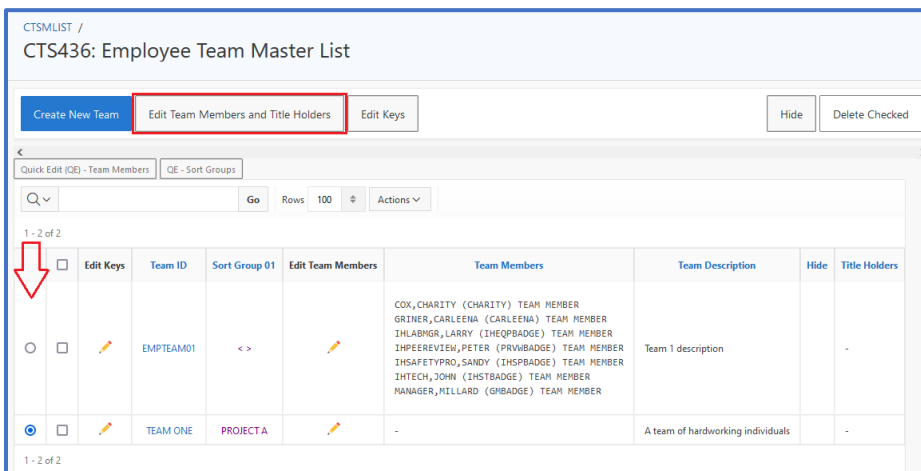 CTSMLIST /
CTS436: Employee Team Master List
Create New Team Edit Team Members and Title Holders Edit Keys Hide Delete Checked
Quick Edit (QE) - Team Members QE - Sort Groups
Go Rows 100 Actions
1 - 2 of 2
Edit Keys Team ID Sort Group 01 Edit Team Members Team Members Team Description Hide Title Holders
COX,CHARITY (CHARITY) TEAM MEMBER
GRINER,CARLEENA (CARLEENA) TEAM MEMBER
IHLABMGR,LARRY (IHEQPBADGE) TEAM MEMBER
IHPEEREVIEW,PETER (PRVWBADGE) TEAM MEMBER
EMPTEAM01 < > IHSAFETYPRO,SANDY (IHSPBADGE) TEAM MEMBER Team 1 description -
IHTECH,JOHN (IHSTBADGE) TEAM MEMBER
MANAGER,MILLARD (GMBADGE) TEAM MEMBER
TEAM ONE PROJECT A - A team of hardworking individuals -
1 - 2 of 2